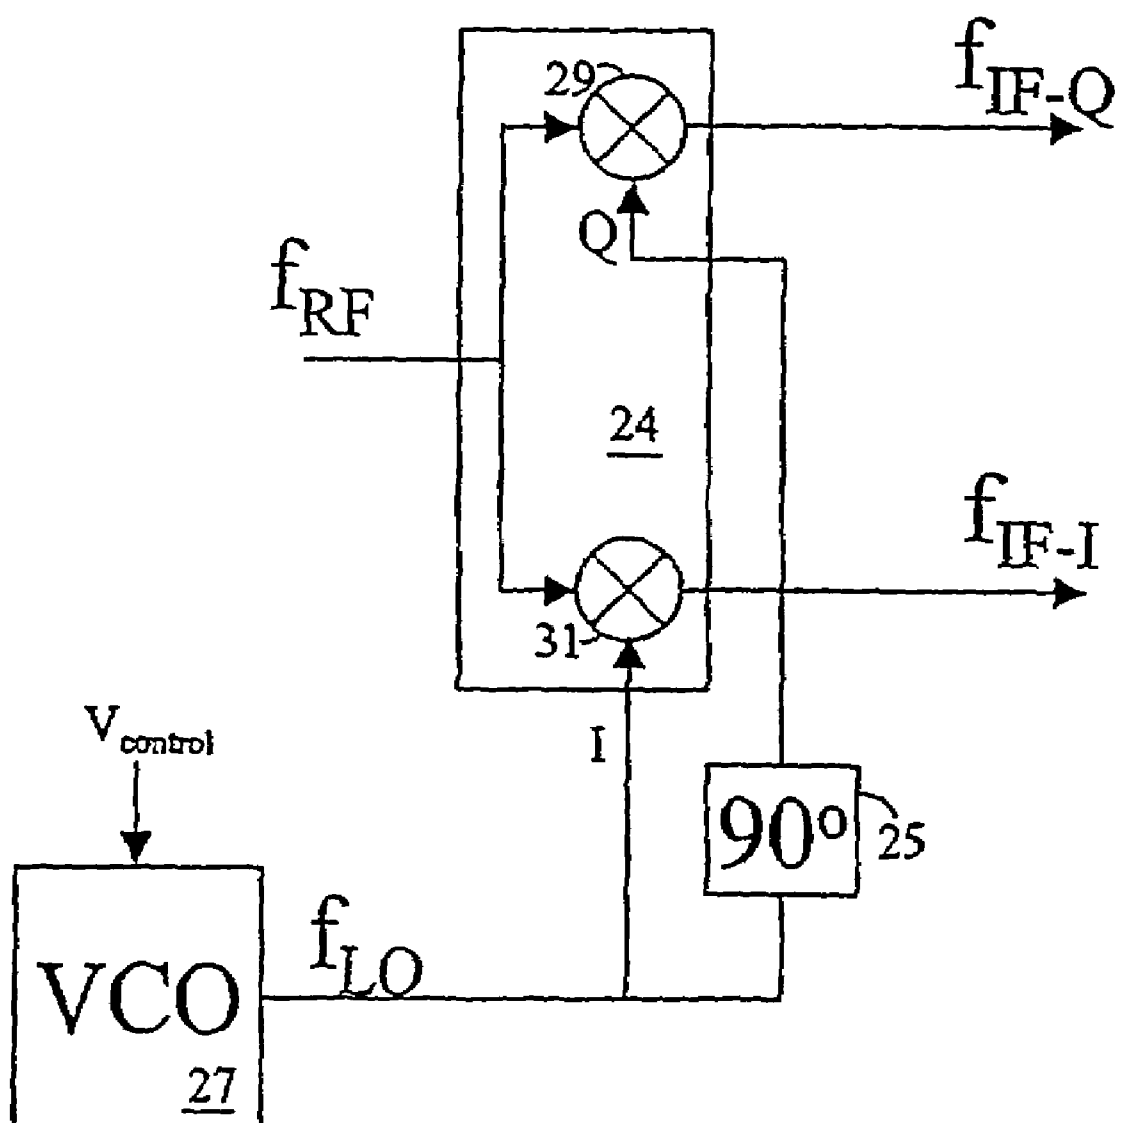 29
f_IF-Q
Q
f_RF
24
f_IF-I
31
V_control
I
90°
25
f_LO
VCO
27